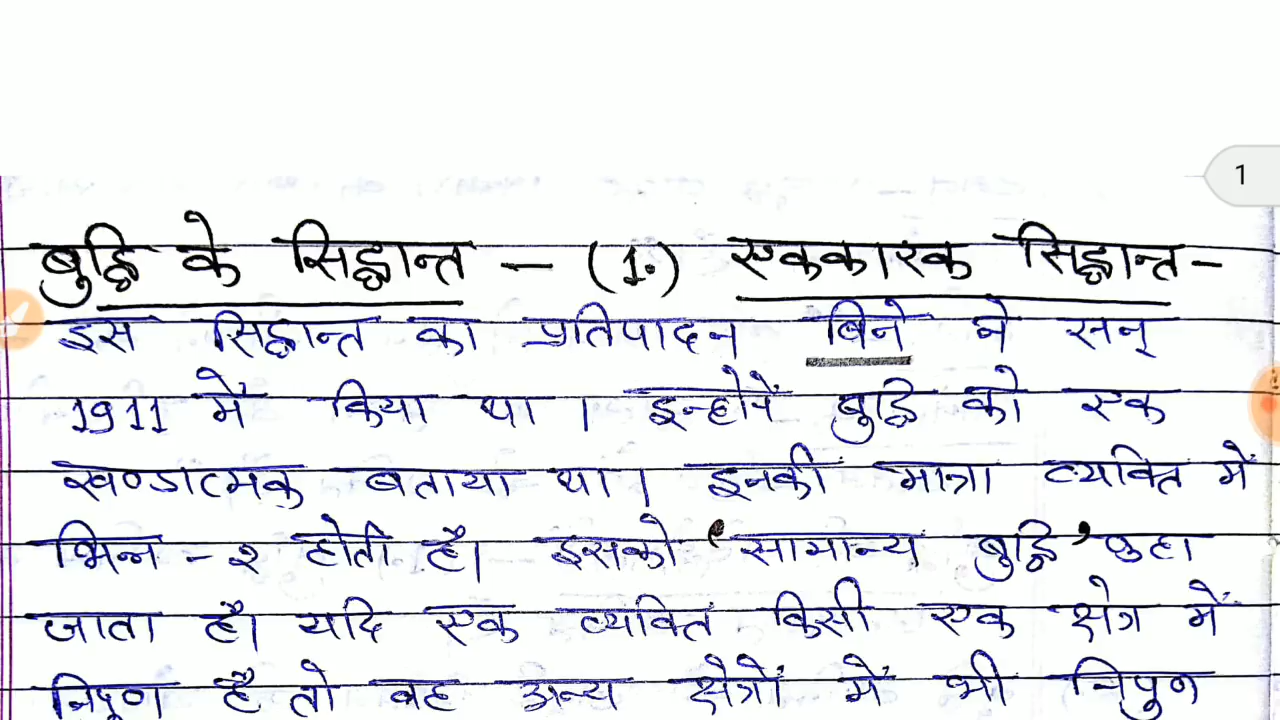 1
बुद्धि के सिद्धान्त – (1.) एककारक सिद्धान्त–
इस सिद्धान्त का प्रतिपादन बिने ने सन्
1911 में किया था । इन्होनें बुद्धि को एक
खण्डात्मक बताया था। इनकी मात्रा व्यक्ति में
भिन्न – २ होती है। इसको ‘सामान्य बुद्धि’ कहा
जाता है। यदि एक व्यक्ति किसी एक क्षेत्र में
निपुण है तो वह अन्य क्षेत्रों में भी निपुण